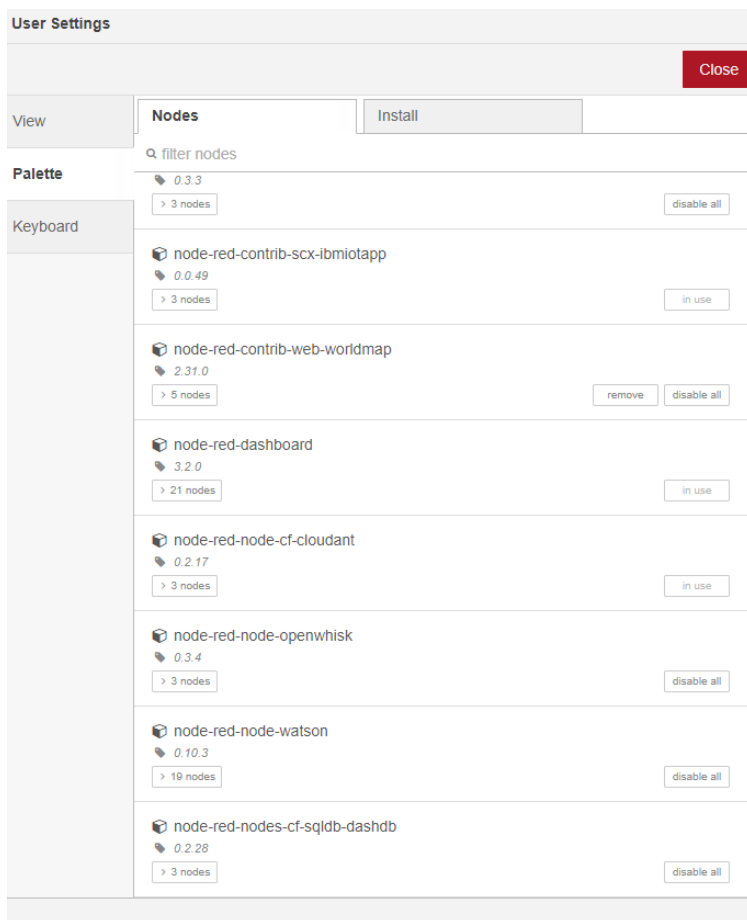 User Settings
Close
View
Palette
Keyboard
Nodes
Install
filter nodes
0.3.3
> 3 nodes
disable all
node-red-contrib-scx-ibmiotapp
0.0.49
> 3 nodes
in use
node-red-contrib-web-worldmap
2.31.0
> 5 nodes
remove
disable all
node-red-dashboard
3.2.0
> 21 nodes
in use
node-red-node-cf-cloudant
0.2.17
> 3 nodes
in use
node-red-node-openwhisk
0.3.4
> 3 nodes
disable all
node-red-node-watson
0.10.3
> 19 nodes
disable all
node-red-nodes-cf-sqldb-dashdb
0.2.28
> 3 nodes
disable all